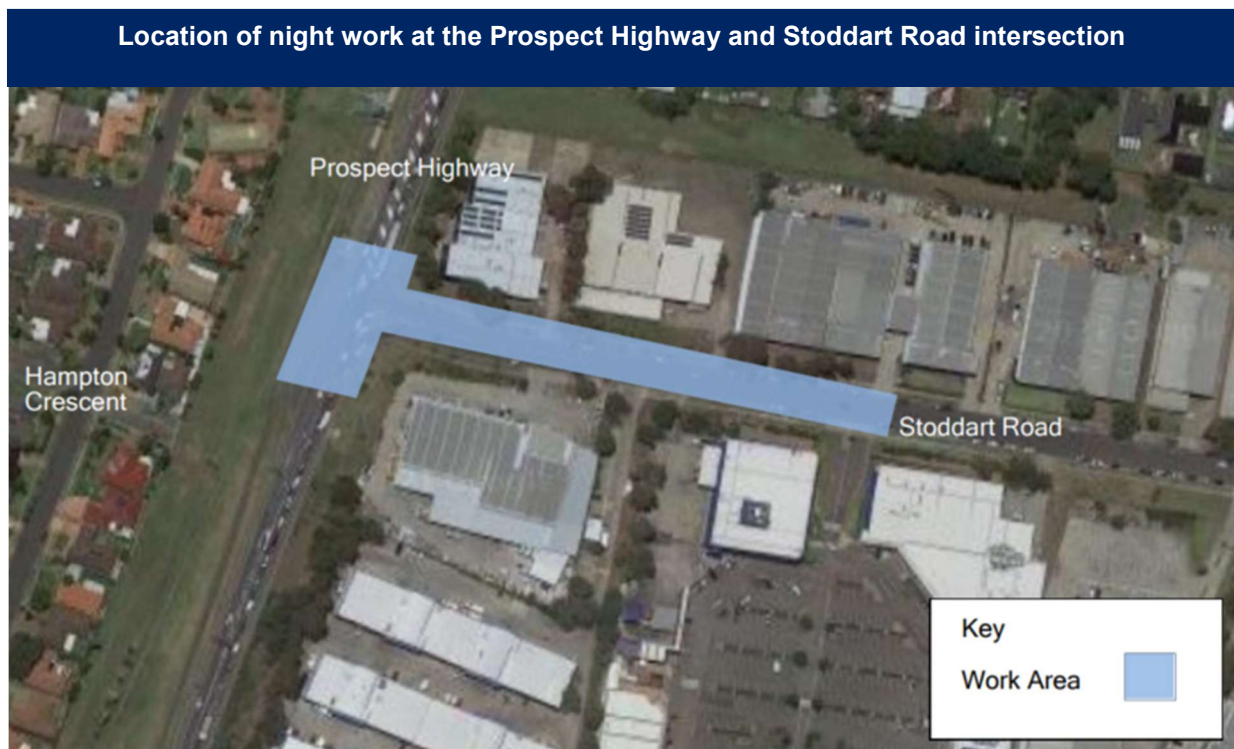 Location of night work at the Prospect Highway and Stoddart Road intersection
Prospect Highway
Hampton
Crescent
Stoddart Road
Key
Work Area